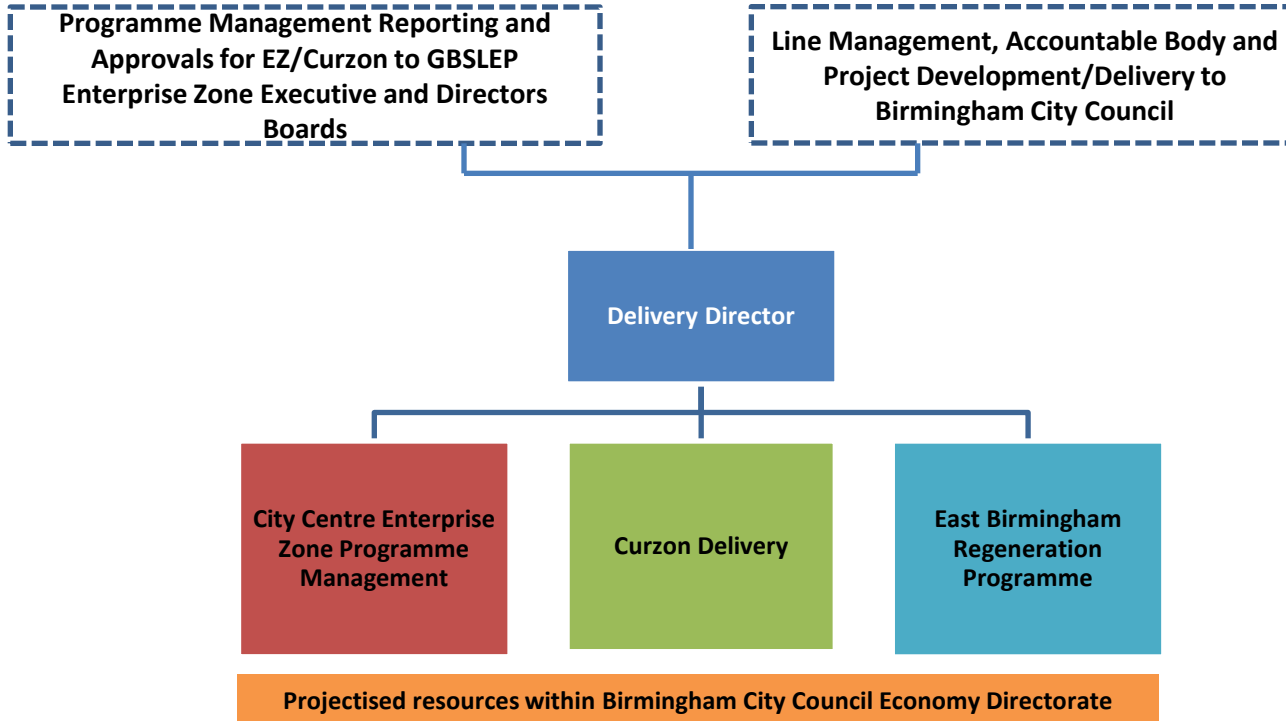 Programme Management Reporting and
Approvals for EZ/Curzon to GBSLEP
Enterprise Zone Executive and Directors
Boards
Line Management, Accountable Body and
Project Development/Delivery to
Birmingham City Council
Delivery Director
City Centre Enterprise
Zone Programme
Management
Curzon Delivery
East Birmingham
Regeneration
Programme
Projectised resources within Birmingham City Council Economy Directorate